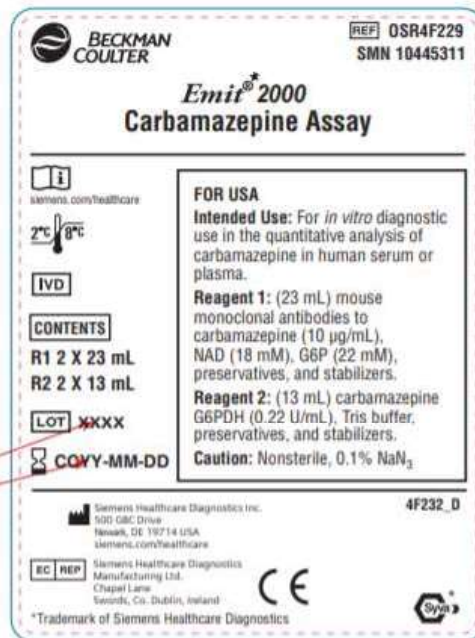 BECKMAN
COULTER
REF OSR4F229
SMN 10445311
Emit®* 2000
Carbamazepine Assay
siemens.com/healthcare
2°C 8°C
IVD
CONTENTS
R1 2 X 23 mL
R2 2 X 13 mL
LOT XXXX
CCYY-MM-DD
FOR USA
Intended Use: For in vitro diagnostic
use in the quantitative analysis of
carbamazepine in human serum or
plasma.
Reagent 1: (23 mL) mouse
monoclonal antibodies to
carbamazepine (10 µg/mL),
NAD (18 mM), G6P (22 mM),
preservatives, and stabilizers.
Reagent 2: (13 mL) carbamazepine
G6PDH (0.22 U/mL), Tris buffer,
preservatives, and stabilizers.
Caution: Nonsterile, 0.1% NaN₃
Siemens Healthcare Diagnostics Inc.
500 GBC Drive
Newark, DE 19714 USA
siemens.com/healthcare
4F232_D
EC REP
Siemens Healthcare Diagnostics
Manufacturing Ltd.
Chapel Lane
Swords, Co. Dublin, Ireland
CE
Syva
*Trademark of Siemens Healthcare Diagnostics